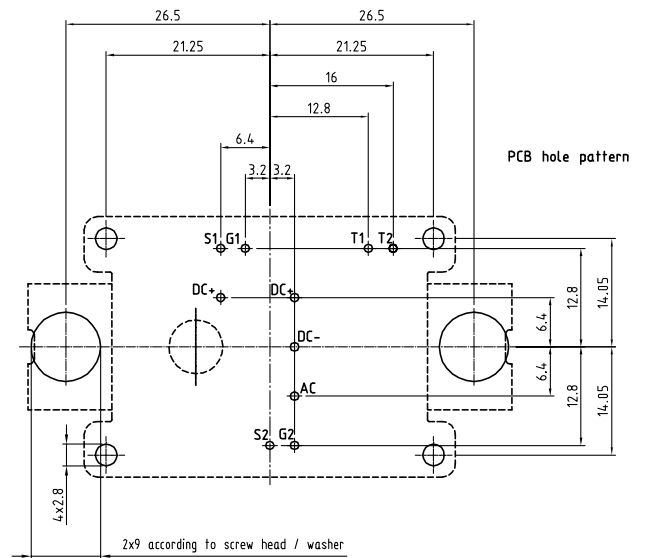 26.5 26.5
21.25 21.25
16
12.8
6.4
3.2 3.2
PCB hole pattern
S1 G1 T1 T2
DC+ DC+
DC-
AC
S2 G2
12.8 14.05
6.4
6.4
12.8 14.05
4x2.8
2x9 according to screw head / washer